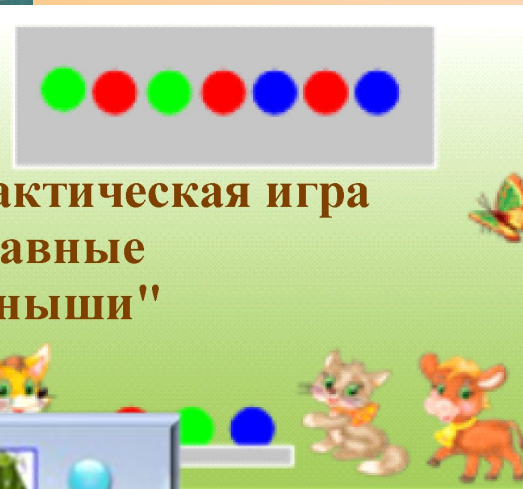 актическая игра
авные
ныши"